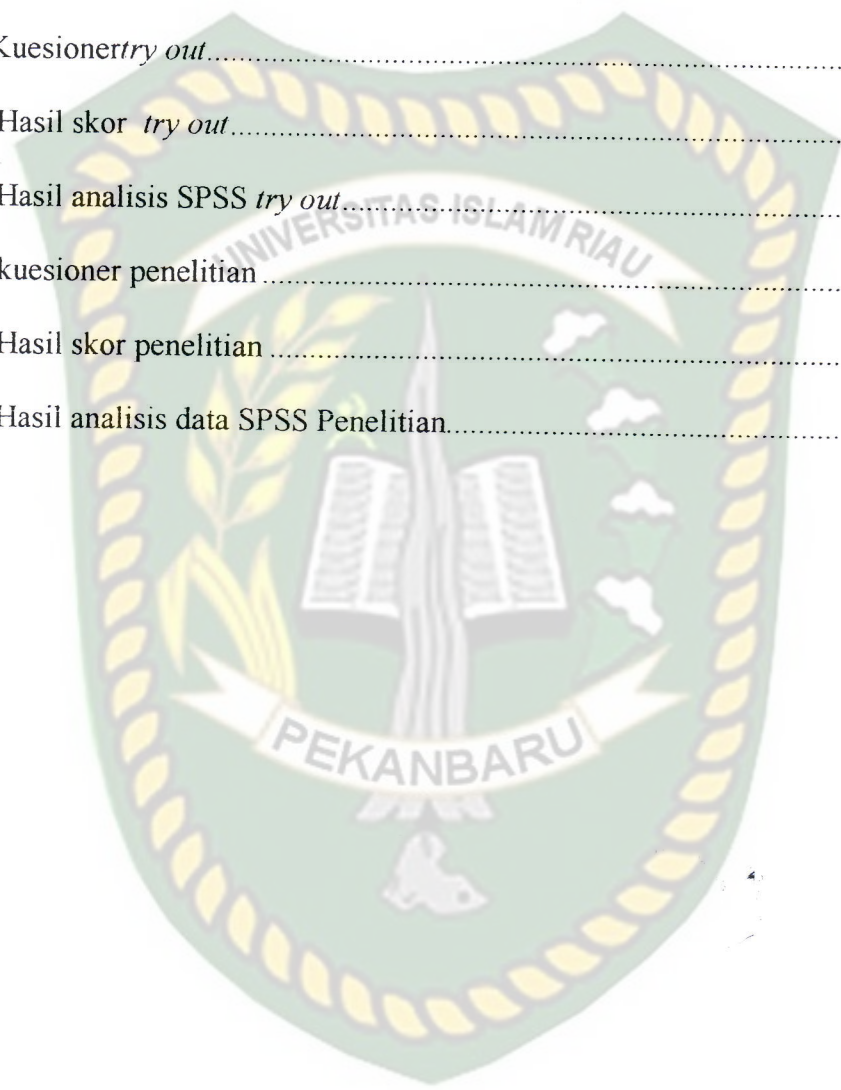 Kuesionertry out
Hasil skor try out
Hasil analisis SPSS try out
UNIVERSITAS ISLAM RIAU
kuesioner penelitian
Hasil skor penelitian
Hasil analisis data SPSS Penelitian
PEKANBARU